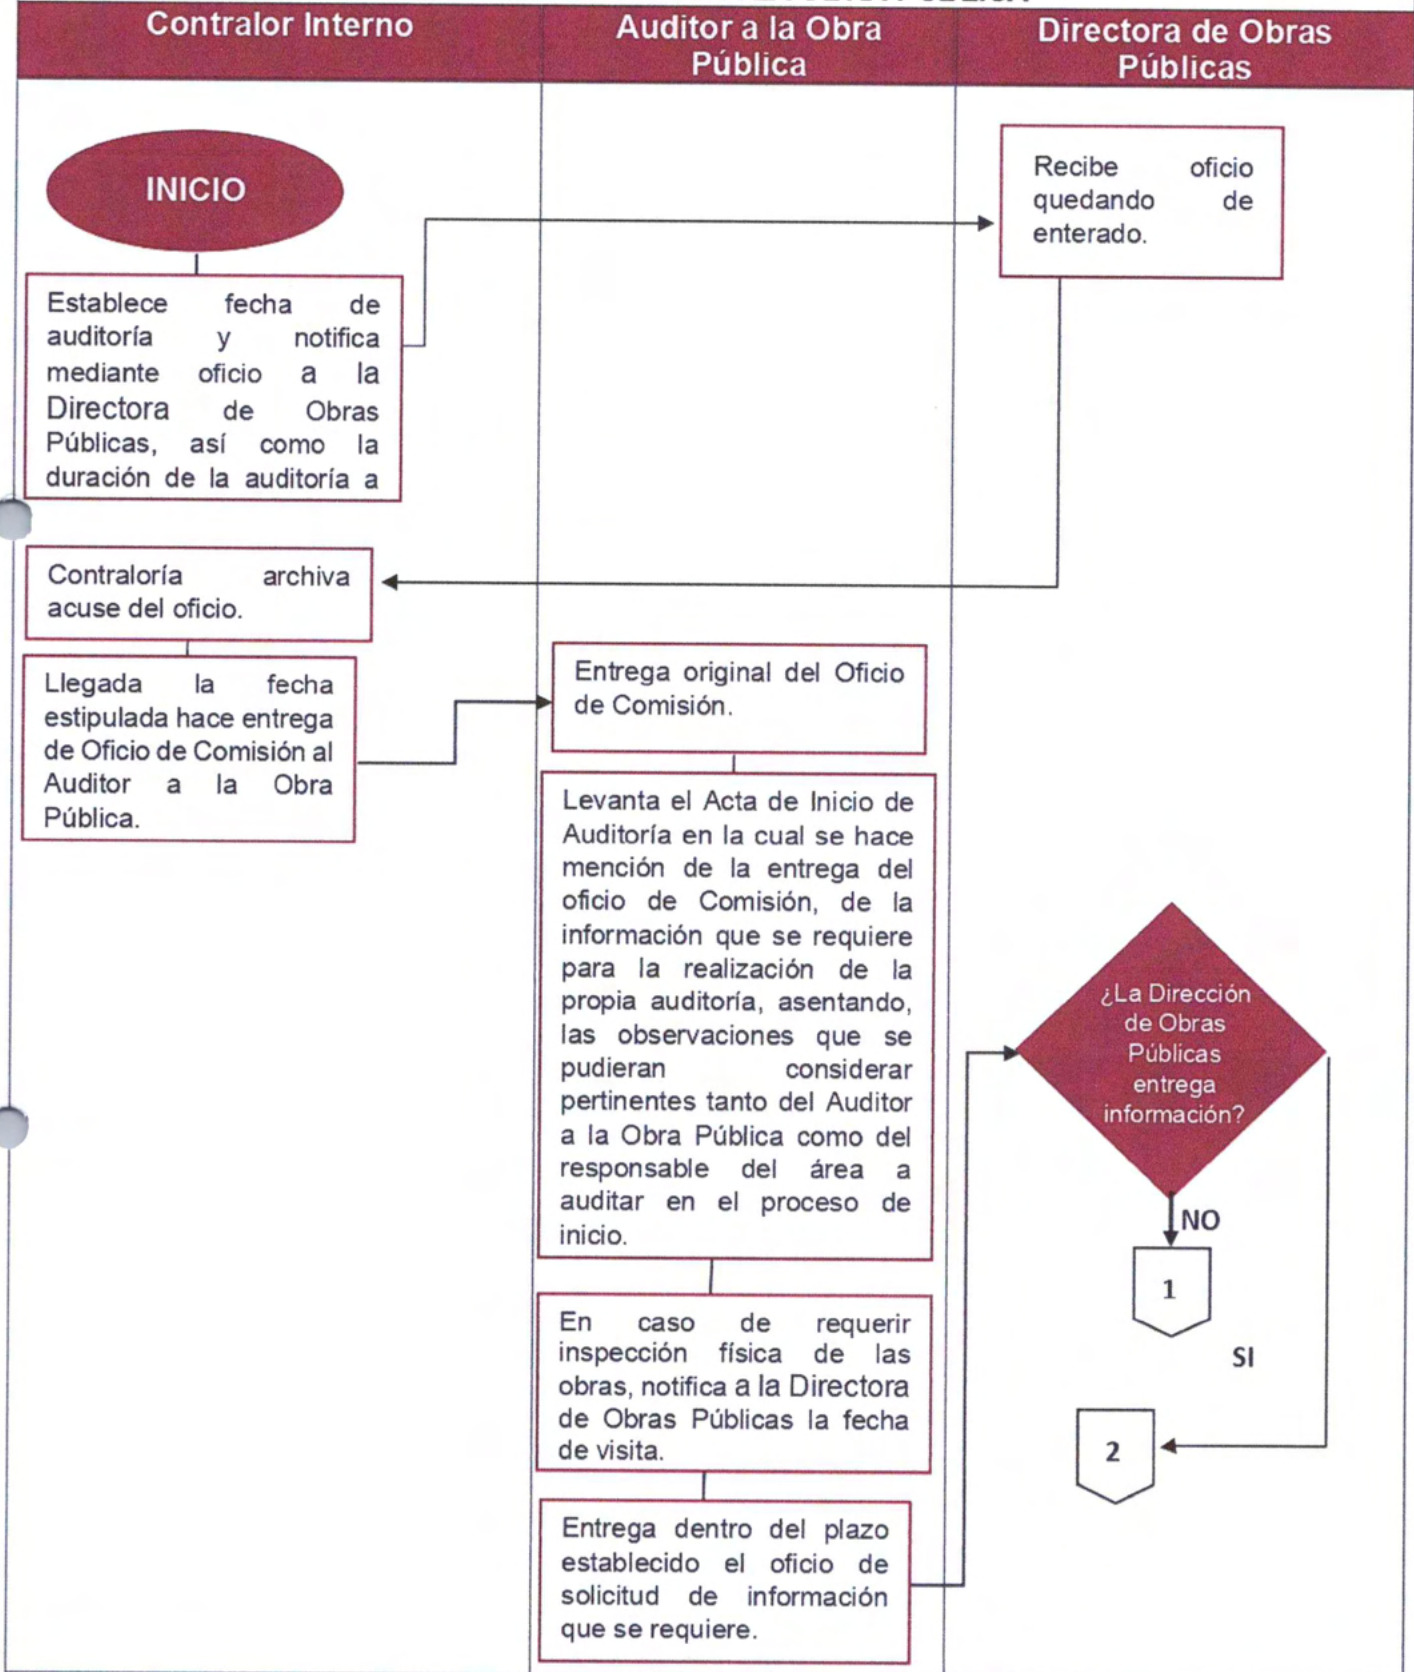 Contralor Interno
Auditor a la Obra
Pública
Directora de Obras
Públicas
INICIO
Recibe oficio
quedando de
enterado.
Establece fecha de
auditoría y notifica
mediante oficio a la
Directora de Obras
Públicas, así como la
duración de la auditoría a
Contraloría archiva
acuse del oficio.
Llegada la fecha
estipulada hace entrega
de Oficio de Comisión al
Auditor a la Obra
Pública.
Entrega original del Oficio
de Comisión.
Levanta el Acta de Inicio de
Auditoría en la cual se hace
mención de la entrega del
oficio de Comisión, de la
información que se requiere
para la realización de la
propia auditoría, asentando,
las observaciones que se
pudieran considerar
pertinentes tanto del Auditor
a la Obra Pública como del
responsable del área a
auditar en el proceso de
inicio.
En caso de requerir
inspección física de las
obras, notifica a la Directora
de Obras Públicas la fecha
de visita.
Entrega dentro del plazo
establecido el oficio de
solicitud de información
que se requiere.
¿La Dirección
de Obras
Públicas
entrega
información?
NO
1
SI
2